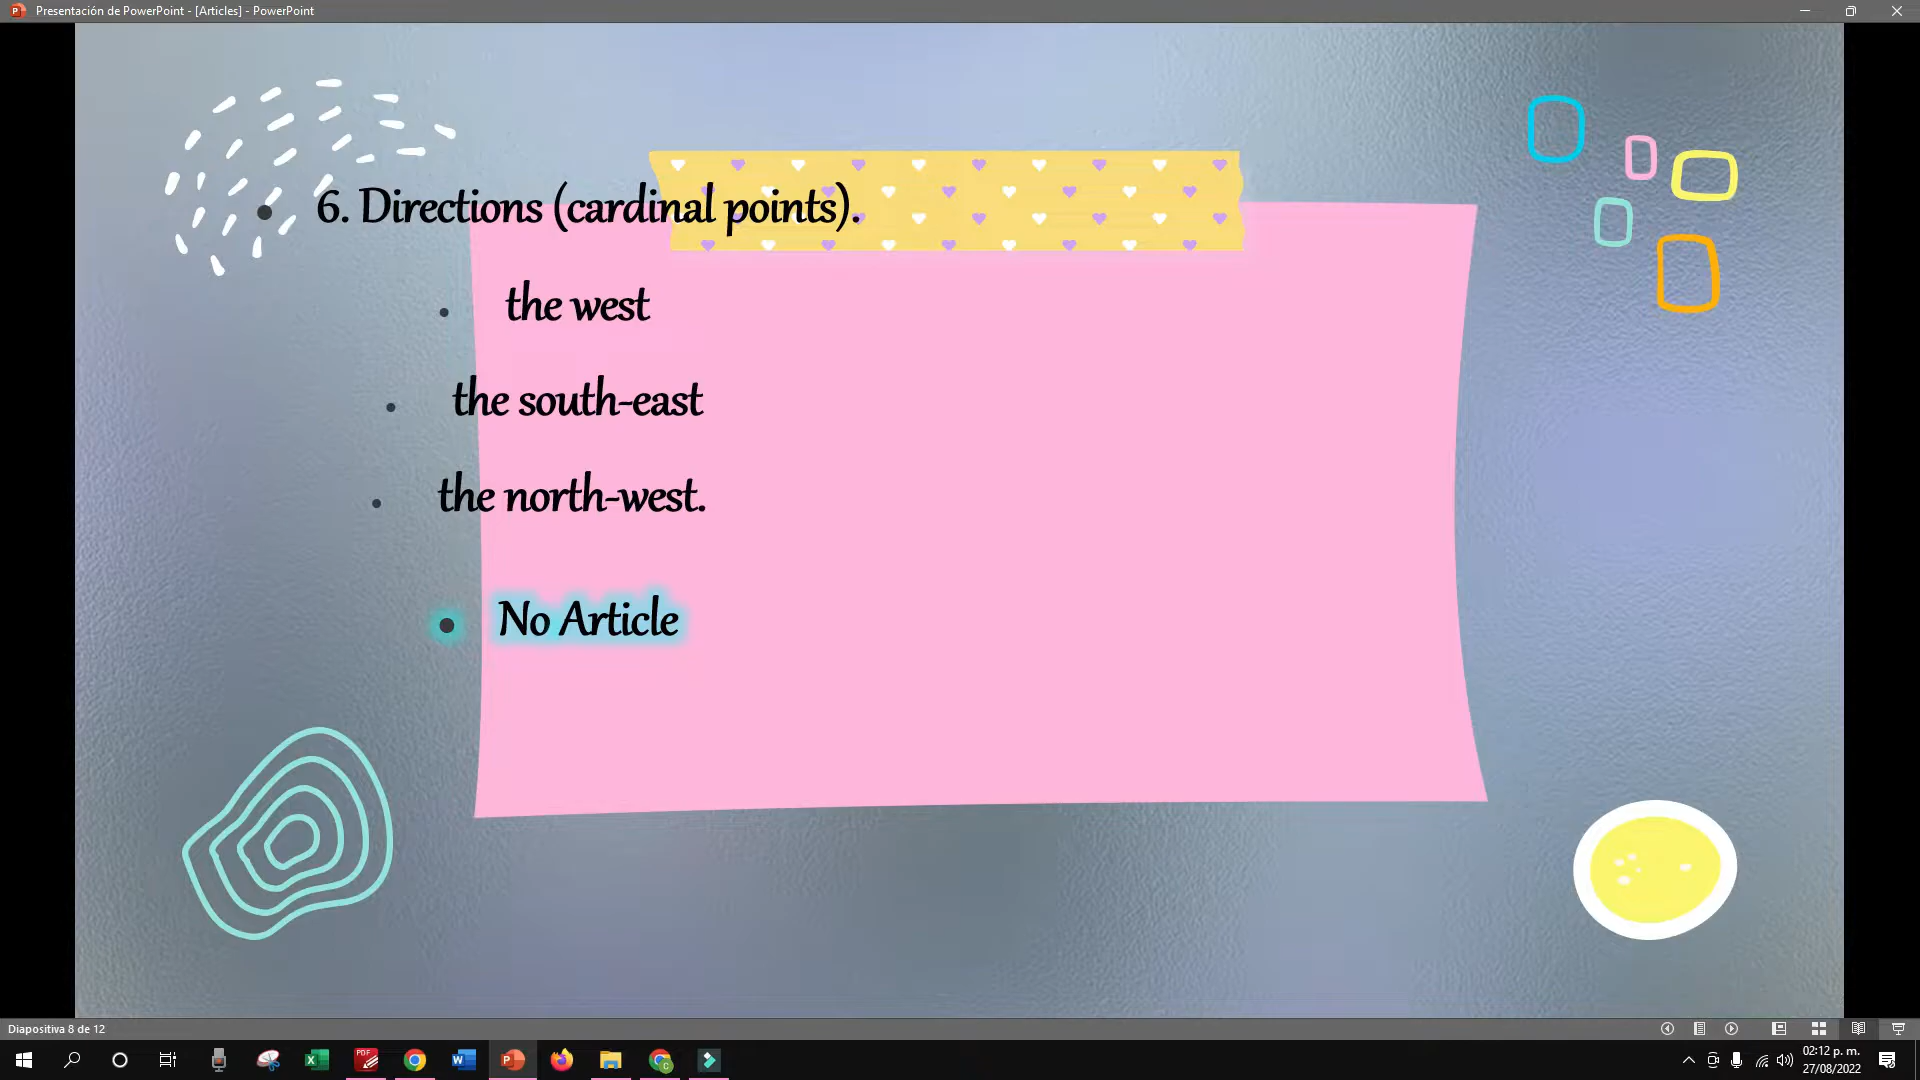 Presentación de PowerPoint - [Articles] - PowerPoint
6. Directions (cardinal points).
the west
the south-east
the north-west.
No Article
Diapositiva 8 de 12
PDF
02:12 p. m.
27/08/2022